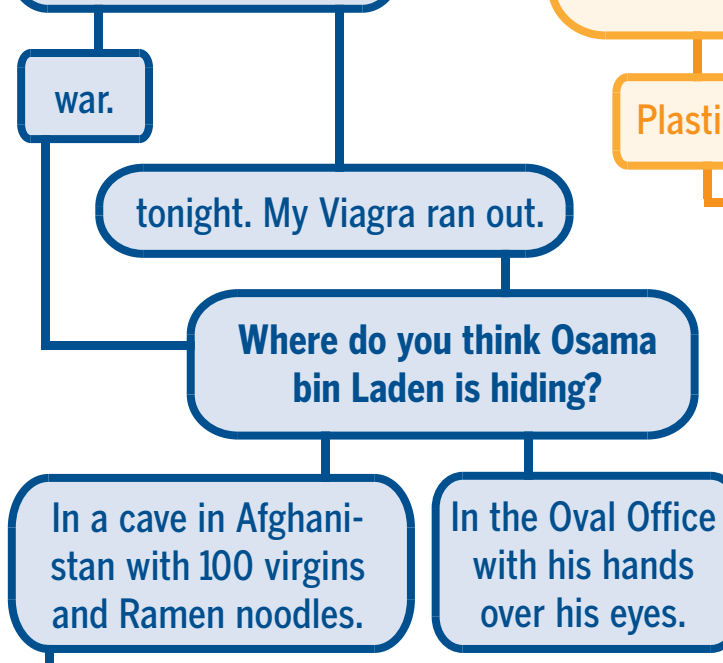 war.
Plasti
tonight. My Viagra ran out.
Where do you think Osama
bin Laden is hiding?
In a cave in Afghani-
stan with 100 virgins
and Ramen noodles.
In the Oval Office
with his hands
over his eyes.